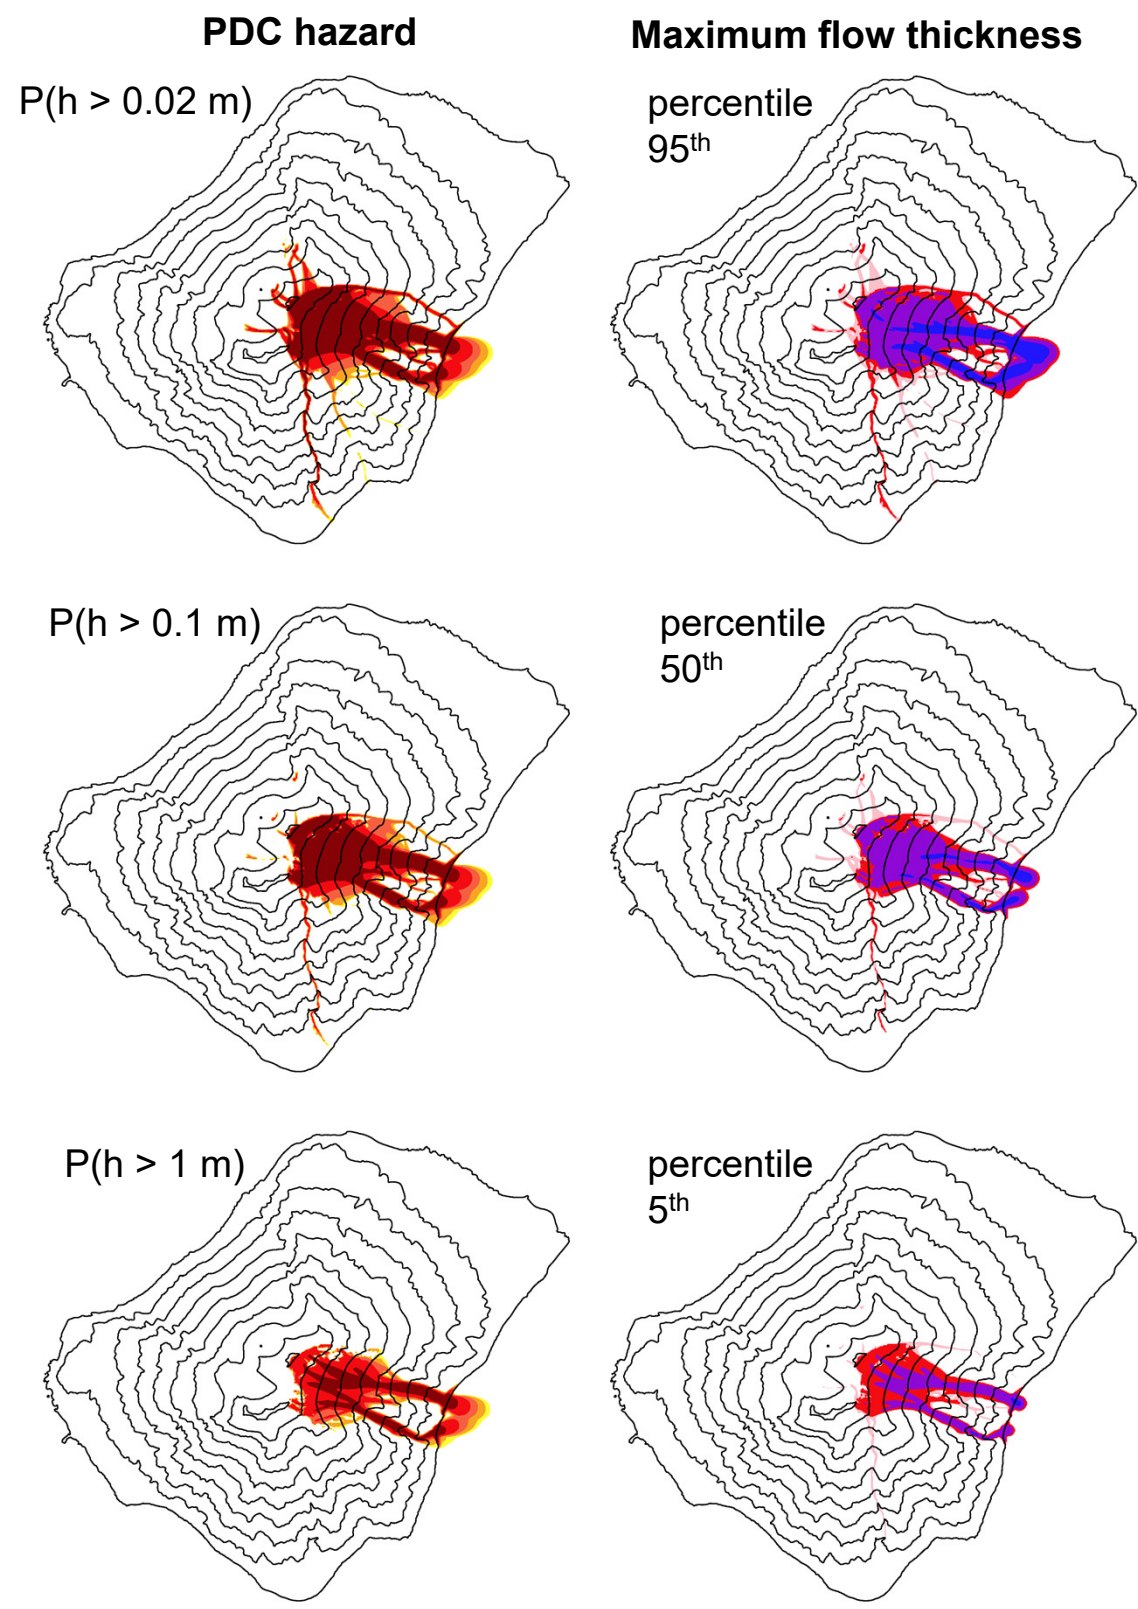 PDC hazard
Maximum flow thickness
P(h > 0.02 m)
percentile
95th
P(h > 0.1 m)
percentile
50th
P(h > 1 m)
percentile
5th